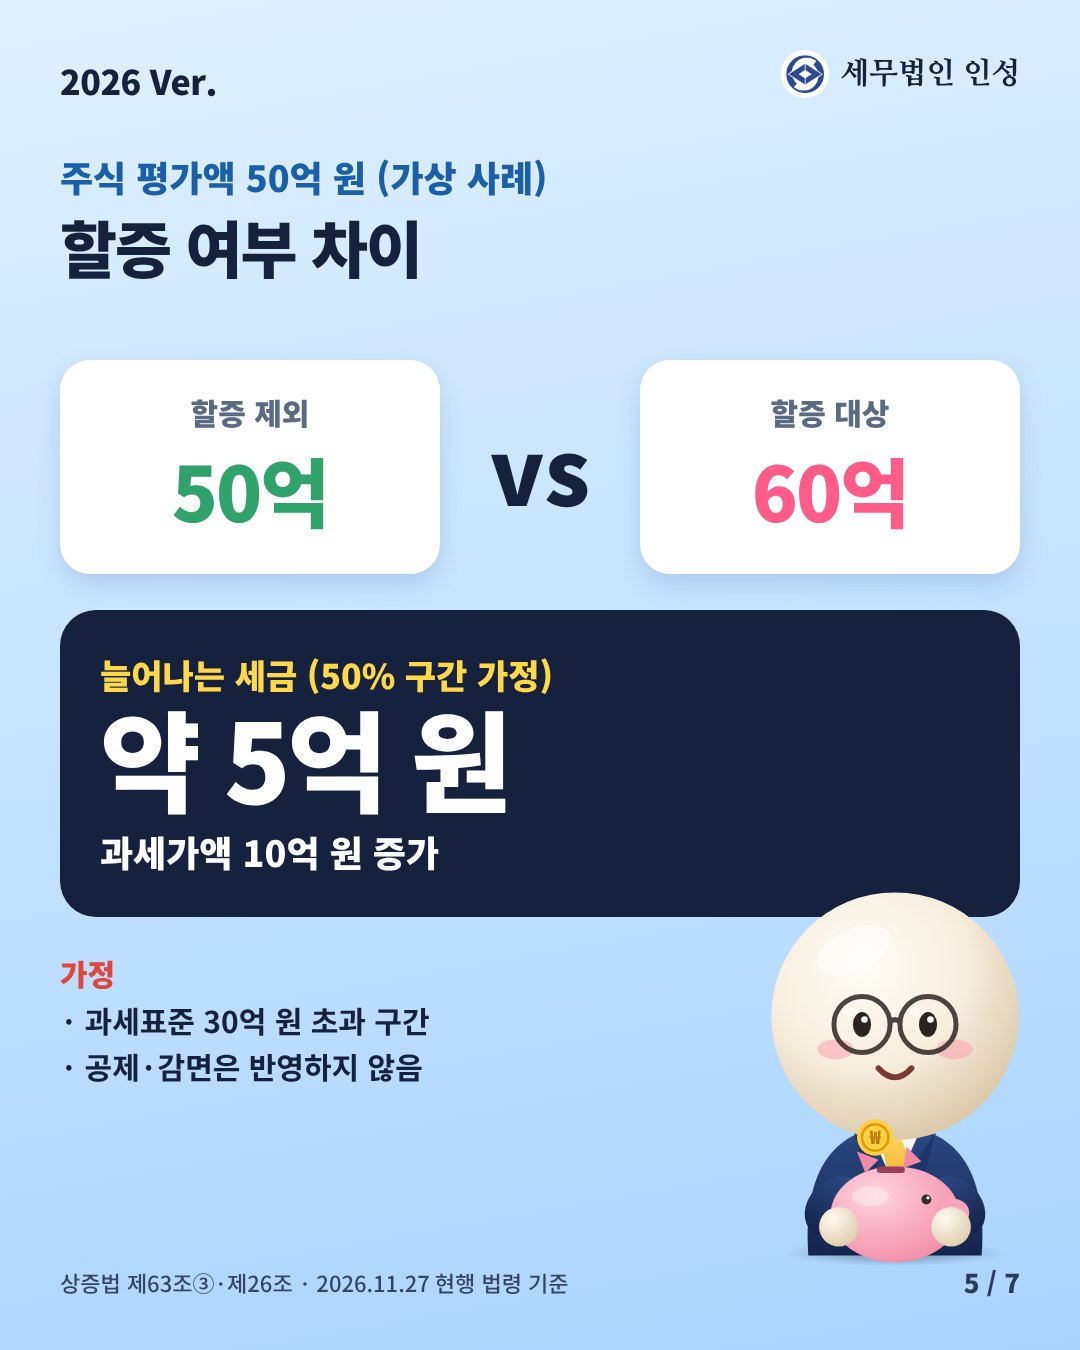 2026 Ver.
세무법인 인성
주식 평가액 50억 원 (가상 사례)
할증 여부 차이
할증 제외
50억
VS
할증 대상
60억
늘어나는 세금 (50% 구간 가정)
약 5억 원
과세가액 10억 원 증가
가정
· 과세표준 30억 원 초과 구간
· 공제·감면은 반영하지 않음
₩
상증법 제63조③·제26조 · 2026.11.27 현행 법령 기준
5 / 7